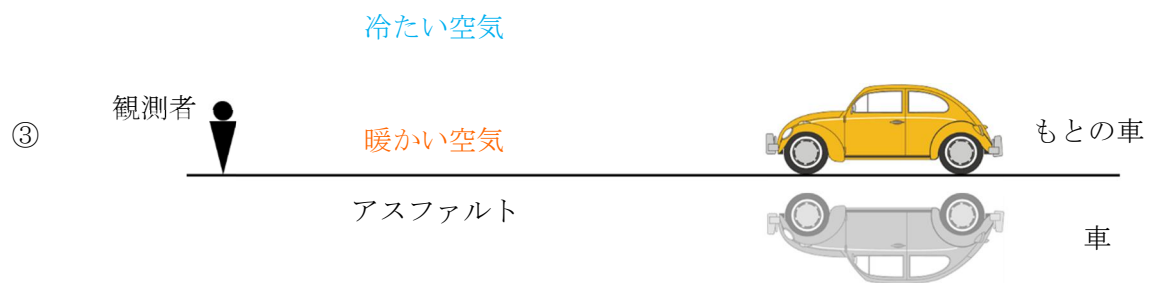 冷たい空気
観測者
③
暖かい空気
もとの車
アスファルト
車